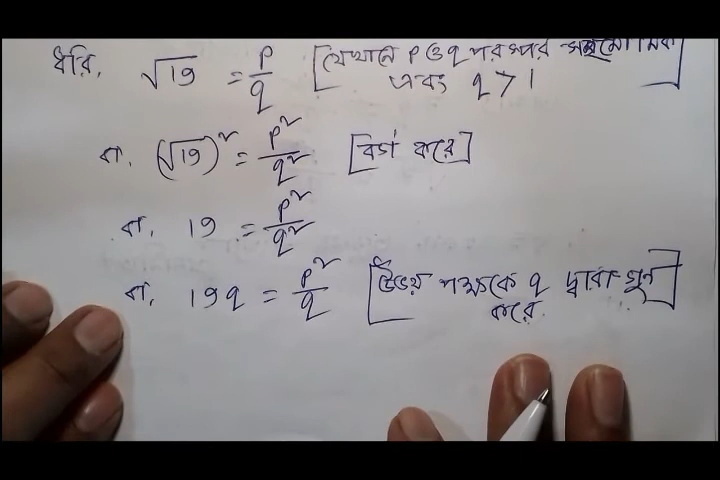 ধরি, √19 = p/q [যেখানে p ও q পরস্পর সহমৌলিক
এবং q > 1]
বা, (√19)² = p²/q² [বর্গ করে]
বা, 19 = p²/q²
বা, 19q = p²/q [উভয় পক্ষকে q দ্বারা গুন
করে]